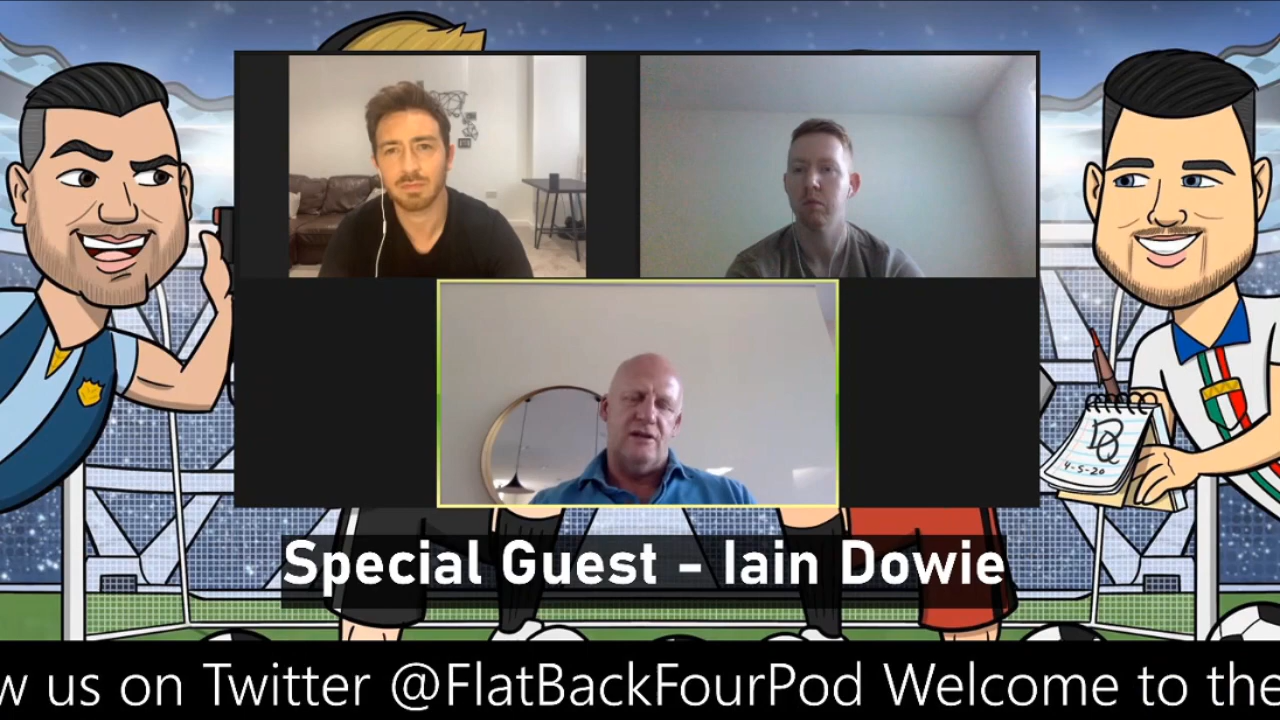 DQ
4-5-20
Special Guest - Iain Dowie
w us on Twitter @FlatBackFourPod Welcome to the